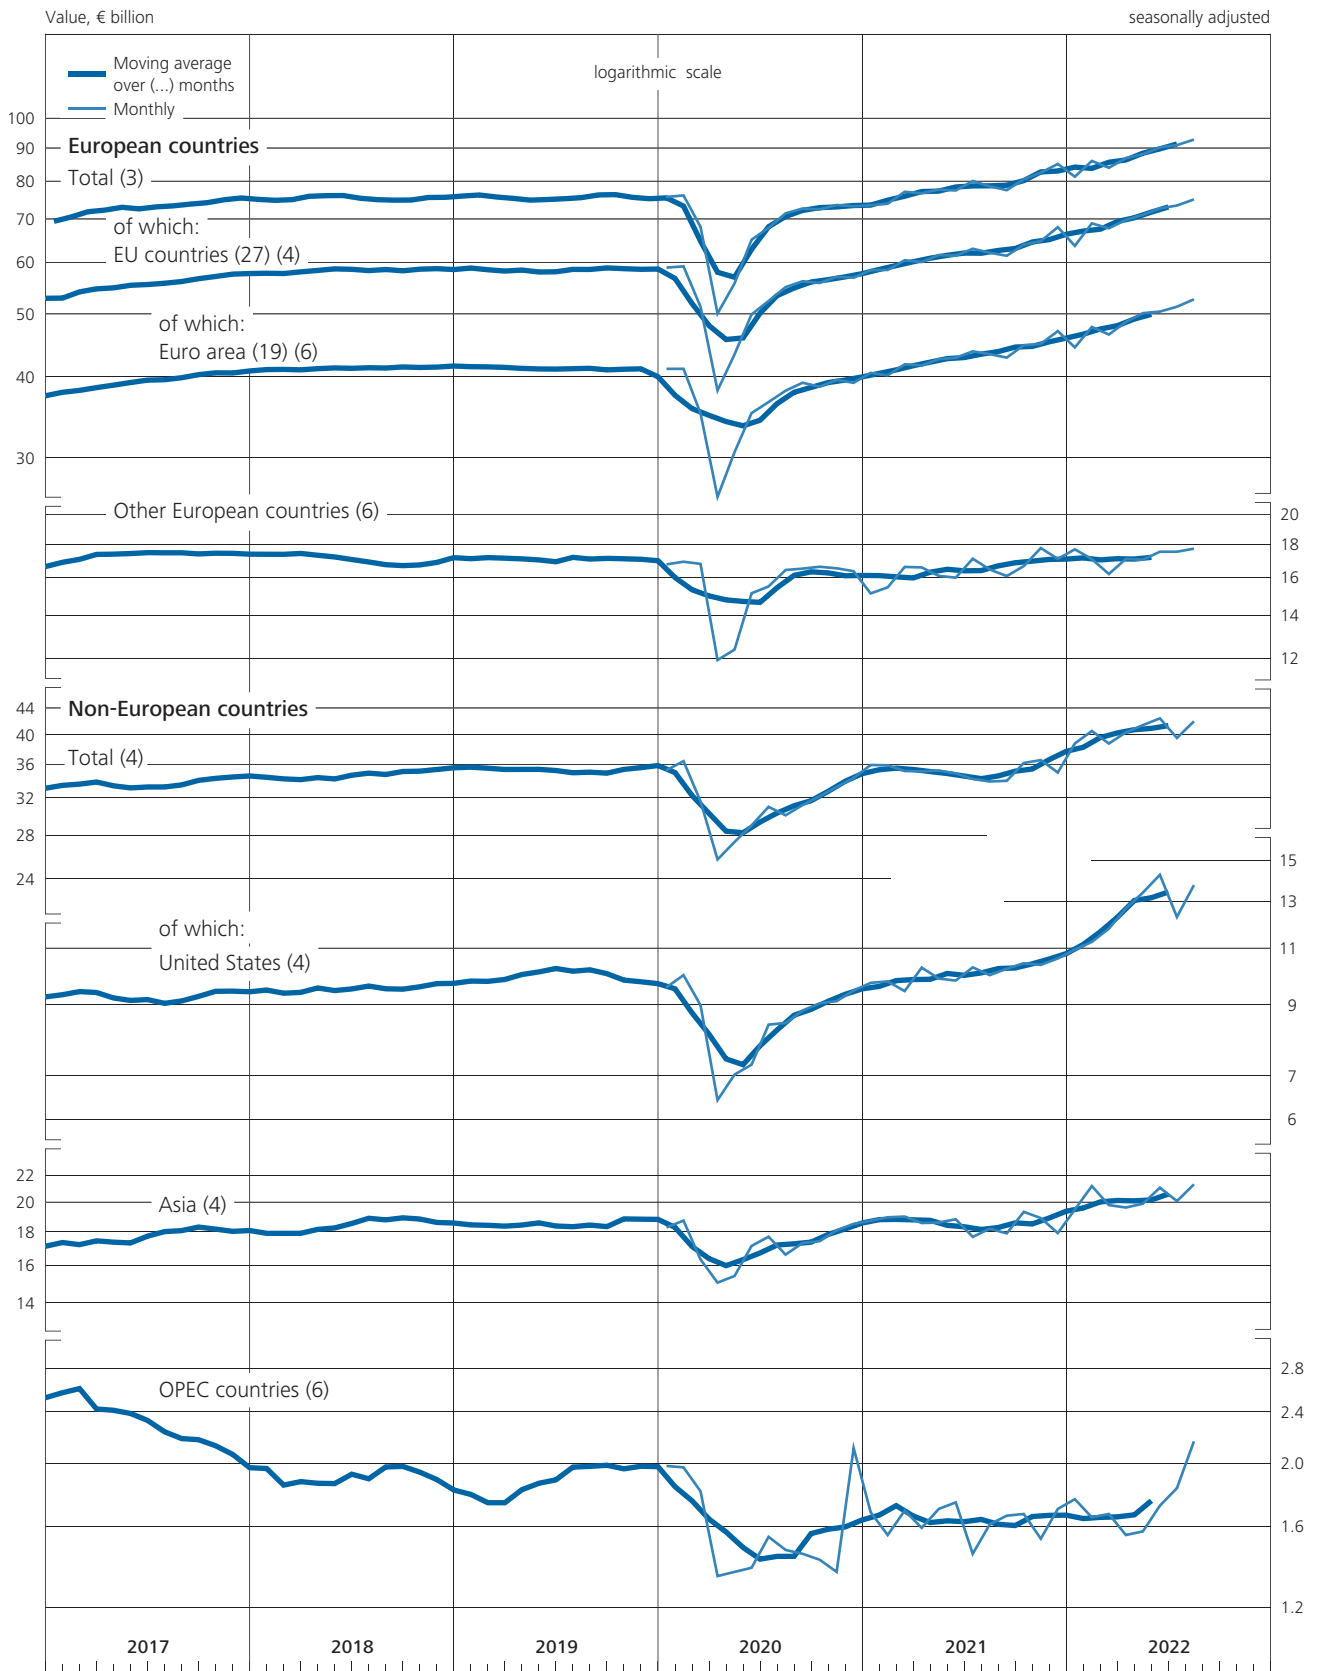 Value, € billion
seasonally adjusted
Moving average
over (...) months
Monthly
logarithmic scale
100
90
80
70
60
50
40
30
European countries
Total (3)
of which:
EU countries (27) (4)
of which:
Euro area (19) (6)
Other European countries (6)
20
18
16
14
12
44
40
36
32
28
24
Non-European countries
Total (4)
15
13
11
9
7
6
of which:
United States (4)
22
20
18
16
14
Asia (4)
OPEC countries (6)
2.8
2.4
2.0
1.6
1.2
2017
2018
2019
2020
2021
2022